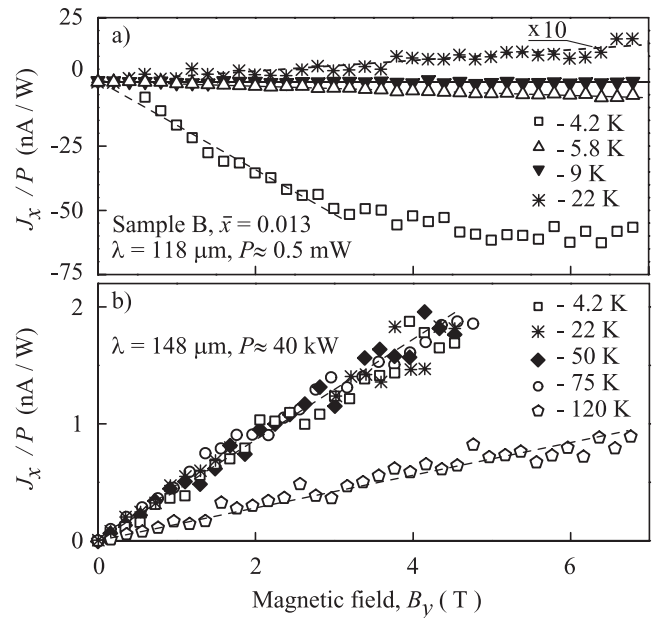 a)
x10
25
0
-25
-50
-75
J_x / P (nA / W)
□ - 4.2 K
△ - 5.8 K
▼ - 9 K
✳ - 22 K
Sample B, x̄ = 0.013
λ = 118 μm, P≈ 0.5 mW
b)
2
1
0
J_x / P (nA / W)
λ = 148 μm, P≈ 40 kW
□ - 4.2 K
✳ - 22 K
◆ - 50 K
○ - 75 K
⬠ - 120 K
0 2 4 6
Magnetic field, B_y ( T )